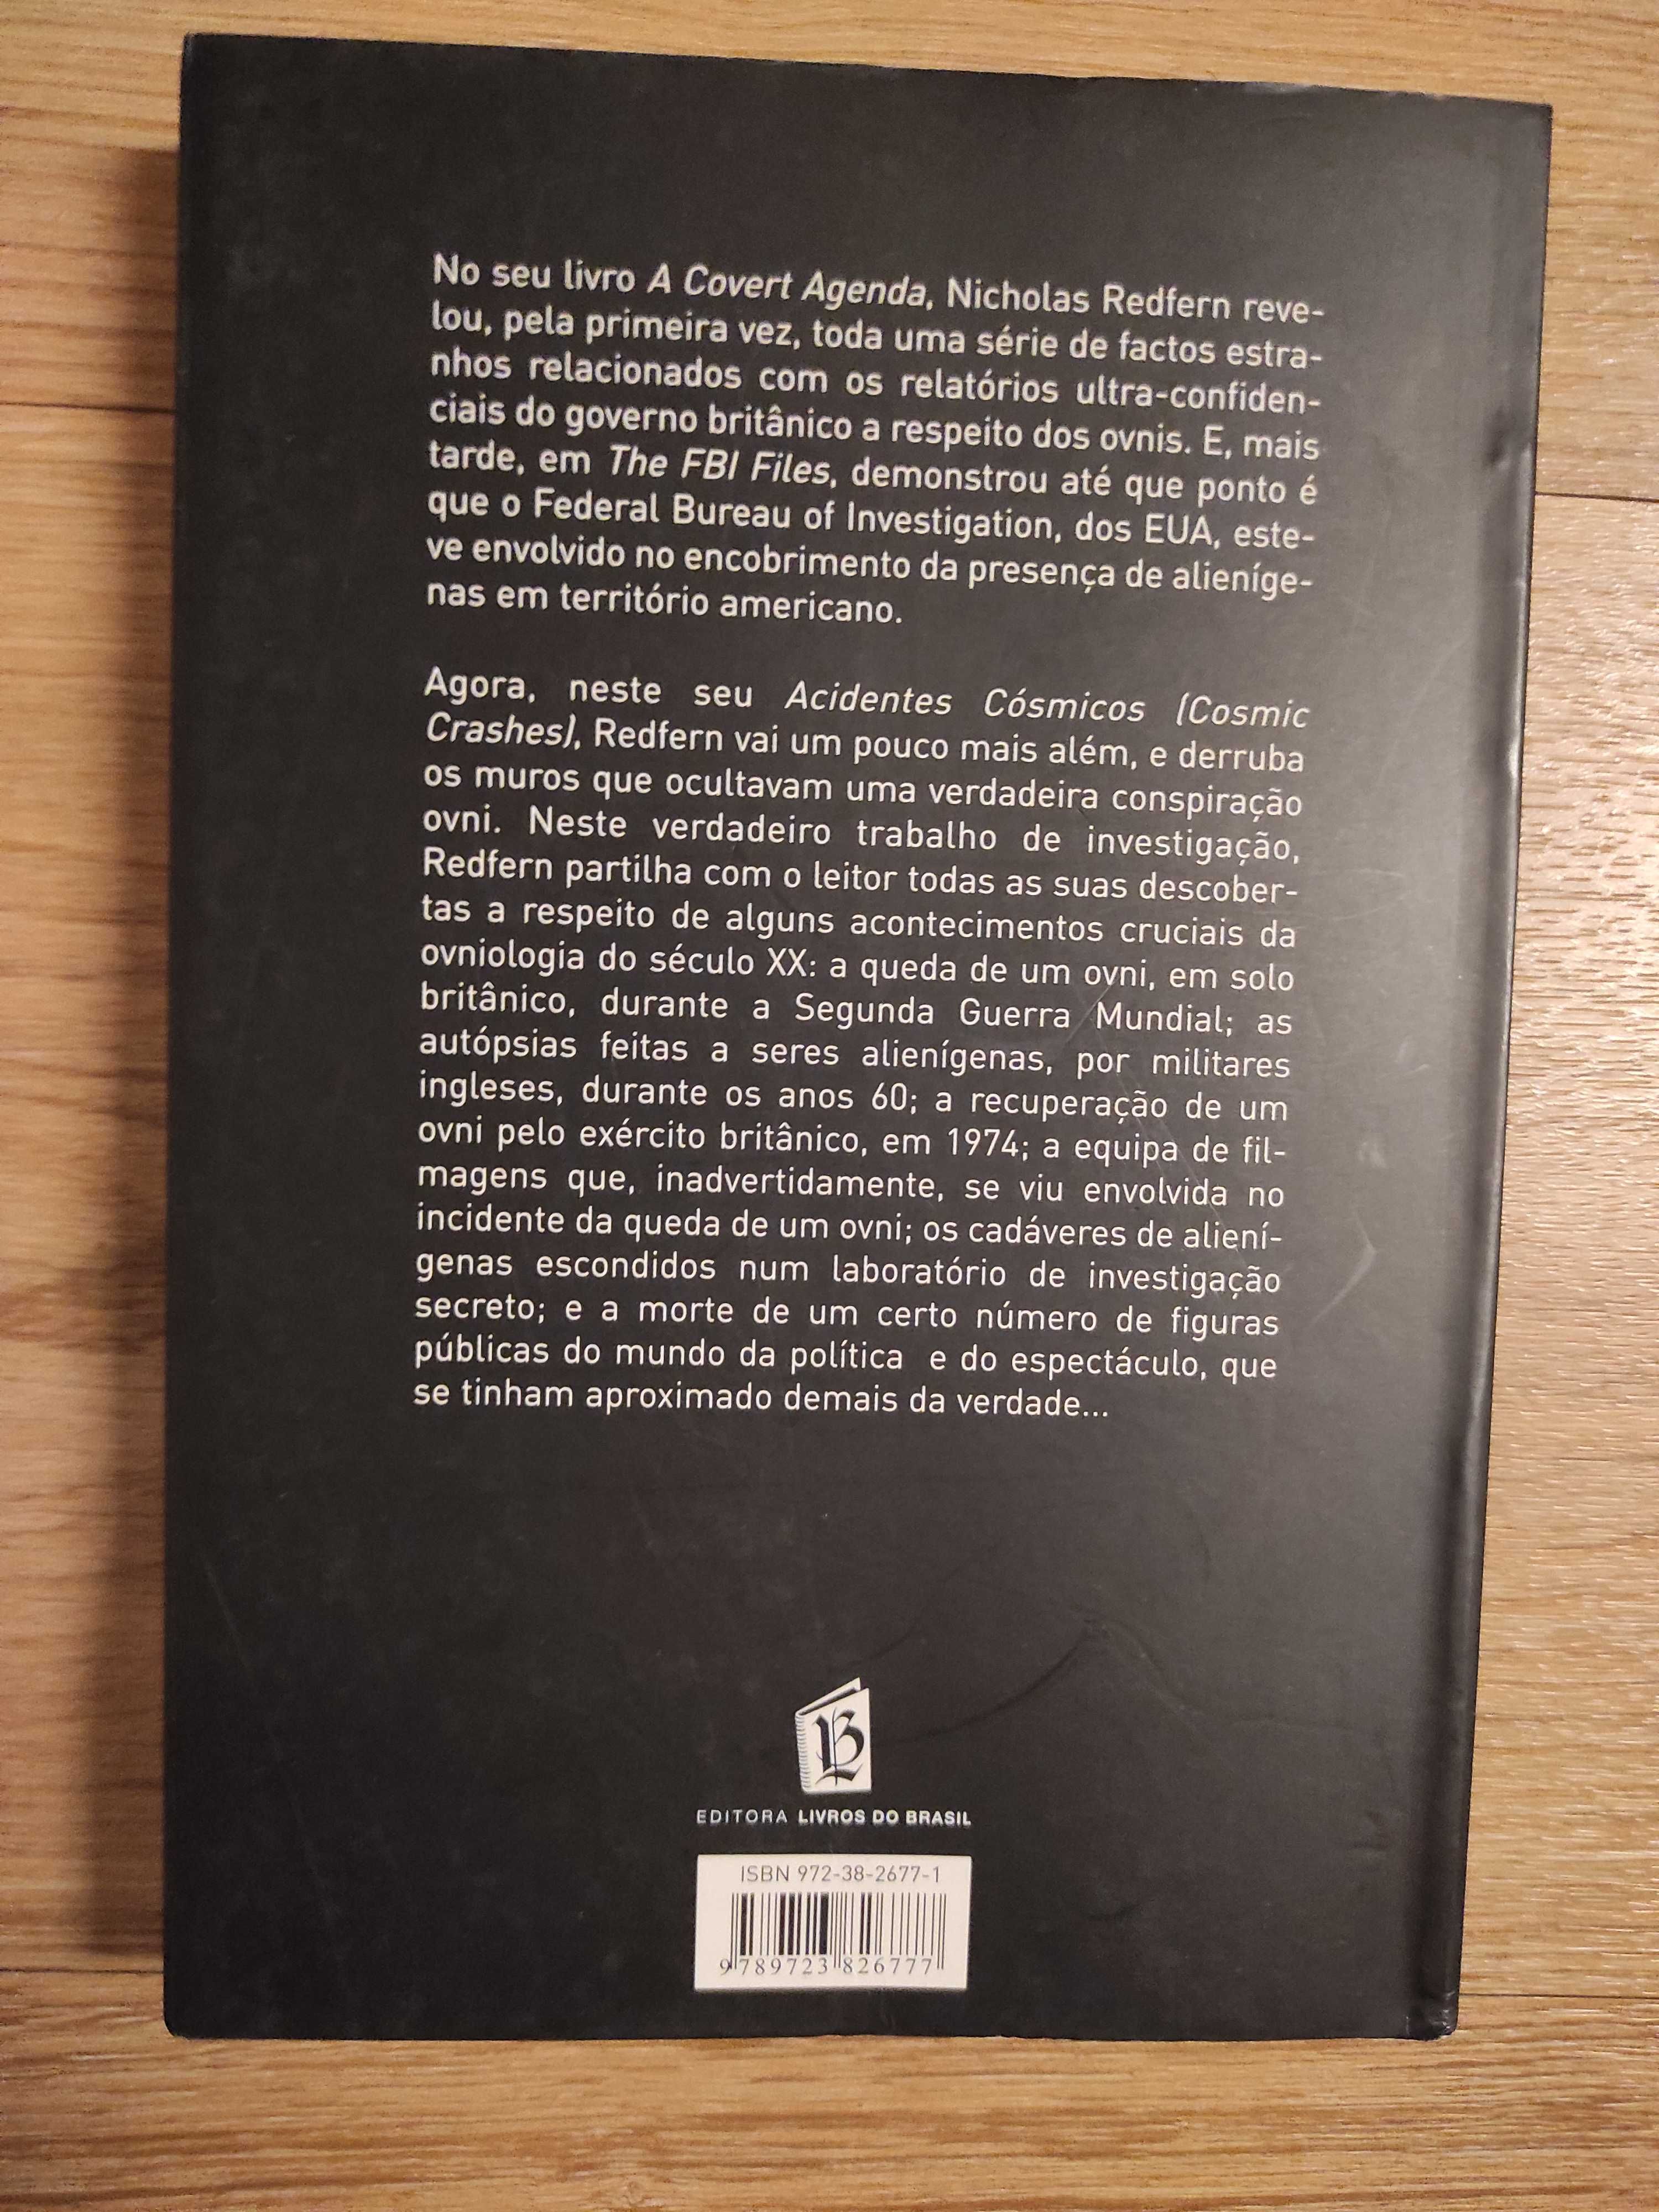 No seu livro A Covert Agenda, Nicholas Redfern reve-
lou, pela primeira vez, toda uma série de factos estra-
nhos relacionados com os relatórios ultra-confiden-
ciais do governo britânico a respeito dos ovnis. E, mais
tarde, em The FBI Files, demonstrou até que ponto é
que o Federal Bureau of Investigation, dos EUA, este-
ve envolvido no encobrimento da presença de alieníge-
nas em território americano.
Agora, neste seu Acidentes Cósmicos (Cosmic
Crashes), Redfern vai um pouco mais além, e derruba
os muros que ocultavam uma verdadeira conspiração
ovni. Neste verdadeiro trabalho de investigação,
Redfern partilha com o leitor todas as suas descober-
tas a respeito de alguns acontecimentos cruciais da
ovniologia do século XX: a queda de um ovni, em solo
britânico, durante a Segunda Guerra Mundial; as
autópsias feitas a seres alienígenas, por militares
ingleses, durante os anos 60; a recuperação de um
ovni pelo exército britânico, em 1974; a equipa de fil-
magens que, inadvertidamente, se viu envolvida no
incidente da queda de um ovni; os cadáveres de aliení-
genas escondidos num laboratório de investigação
secreto; e a morte de um certo número de figuras
públicas do mundo da política e do espectáculo, que
se tinham aproximado demais da verdade...
LB
EDITORA LIVROS DO BRASIL
ISBN 972-38-2677-1
9 789723 826777